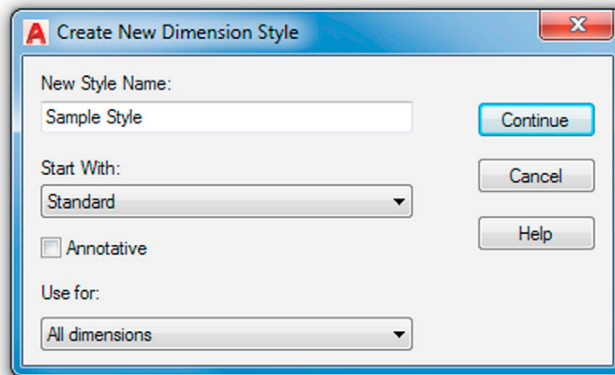 Create New Dimension Style
New Style Name:
Sample Style
Continue
Start With:
Standard
Cancel
Annotative
Help
Use for:
All dimensions